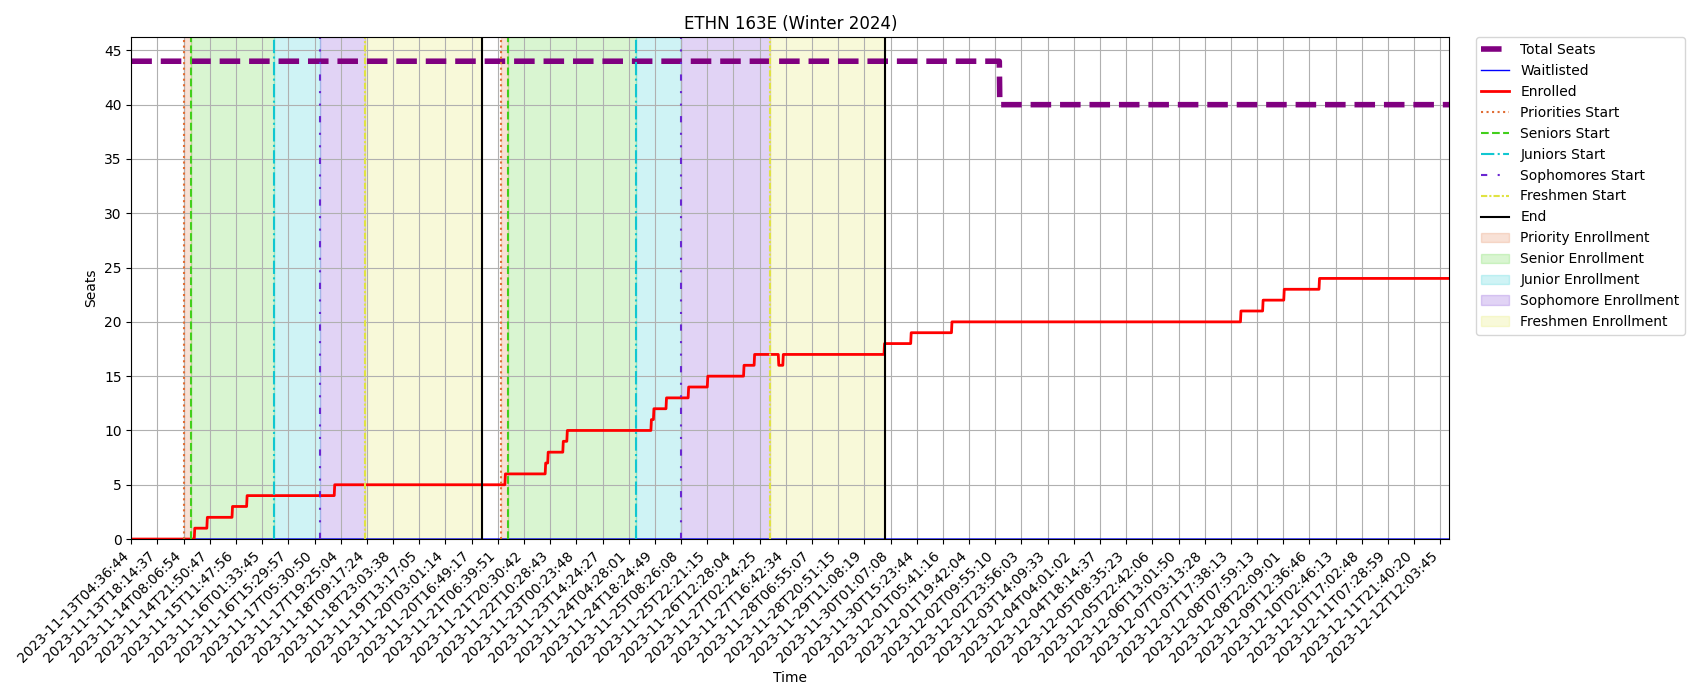 ETHN 163E (Winter 2024)
45
40
35
30
25
20
15
10
5
0
Seats
2023-11-13T04:36:44
2023-11-13T18:14:37
2023-11-14T08:06:54
2023-11-14T21:50:47
2023-11-15T11:47:56
2023-11-16T01:33:45
2023-11-16T15:29:57
2023-11-17T05:30:50
2023-11-17T19:25:04
2023-11-18T09:17:24
2023-11-18T23:03:38
2023-11-19T13:17:05
2023-11-20T03:01:14
2023-11-20T16:49:17
2023-11-21T06:39:51
2023-11-21T20:30:42
2023-11-22T10:28:43
2023-11-23T00:23:48
2023-11-23T14:24:27
2023-11-24T04:28:01
2023-11-24T18:24:49
2023-11-25T08:26:08
2023-11-25T22:21:15
2023-11-26T12:28:04
2023-11-27T02:24:25
2023-11-27T16:42:34
2023-11-28T06:55:07
2023-11-28T20:51:15
2023-11-29T11:08:19
2023-11-30T01:07:08
2023-11-30T15:23:44
2023-12-01T05:41:16
2023-12-01T19:42:04
2023-12-02T09:55:10
2023-12-02T23:56:03
2023-12-03T14:09:33
2023-12-04T04:01:02
2023-12-04T18:14:37
2023-12-05T08:35:23
2023-12-05T22:42:06
2023-12-06T13:01:50
2023-12-07T03:13:28
2023-12-07T17:38:13
2023-12-08T07:59:13
2023-12-08T22:09:01
2023-12-09T12:36:46
2023-12-10T02:46:13
2023-12-10T17:02:48
2023-12-11T07:28:59
2023-12-11T21:40:20
2023-12-12T12:03:45
Time
Total Seats
Waitlisted
Enrolled
Priorities Start
Seniors Start
Juniors Start
Sophomores Start
Freshmen Start
End
Priority Enrollment
Senior Enrollment
Junior Enrollment
Sophomore Enrollment
Freshmen Enrollment